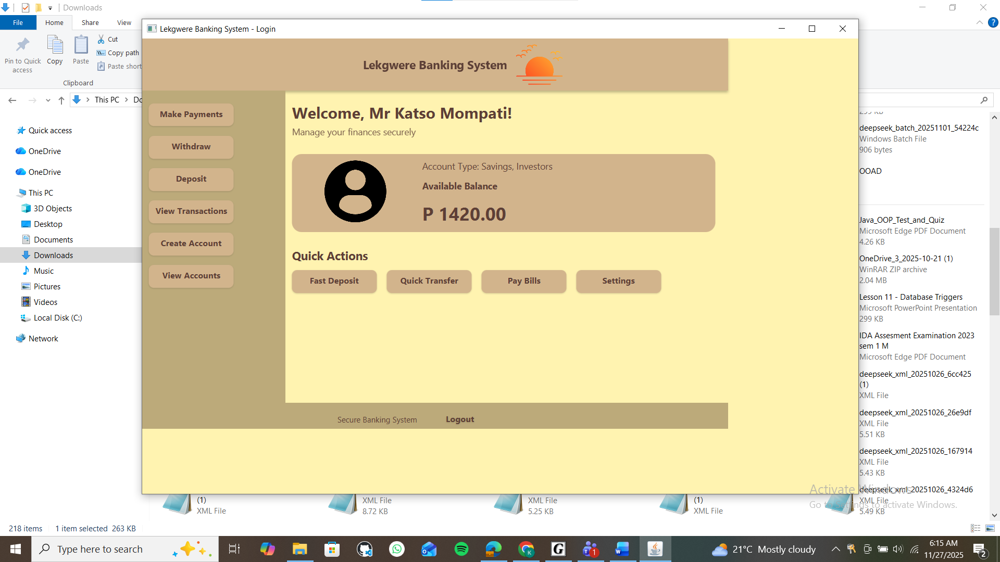 Downloads
File
Home
Share
View
Pin to Quick access
Copy
Paste
Cut
Copy path
Paste short
Clipboard
This PC
Do
Lekgwere Banking System - Login
Lekgwere Banking System
Make Payments
Withdraw
Deposit
View Transactions
Create Account
View Accounts
Welcome, Mr Katso Mompati!
Manage your finances securely
Account Type: Savings, Investors
Available Balance
P 1420.00
Quick Actions
Fast Deposit
Quick Transfer
Pay Bills
Settings
Secure Banking System
Logout
Quick access
OneDrive
OneDrive
This PC
3D Objects
Desktop
Documents
Downloads
Music
Pictures
Videos
Local Disk (C:)
Network
299 KB
deepseek_batch_20251101_54224c
Windows Batch File
906 bytes
OOAD
Java_OOP_Test_and_Quiz
Microsoft Edge PDF Document
4.26 KB
OneDrive_3_2025-10-21 (1)
WinRAR ZIP archive
2.04 MB
Lesson 11 - Database Triggers
Microsoft PowerPoint Presentation
299 KB
IDA Assesment Examination 2023
sem 1 M
Microsoft Edge PDF Document
deepseek_xml_20251026_6cc425
(1)
XML File
deepseek_xml_20251026_26e9df
XML File
5.51 KB
deepseek_xml_20251026_167914
XML File
5.43 KB
deepseek_xml_20251026_4324d6
XML File
5.49 KB
(1)
XML File
XML File
8.72 KB
XML File
5.25 KB
(1)
XML File
Activate Windows
Go to Settings to activate Windows.
218 items
1 item selected 263 KB
Type here to search
21°C Mostly cloudy
6:15 AM
11/27/2025
1
2